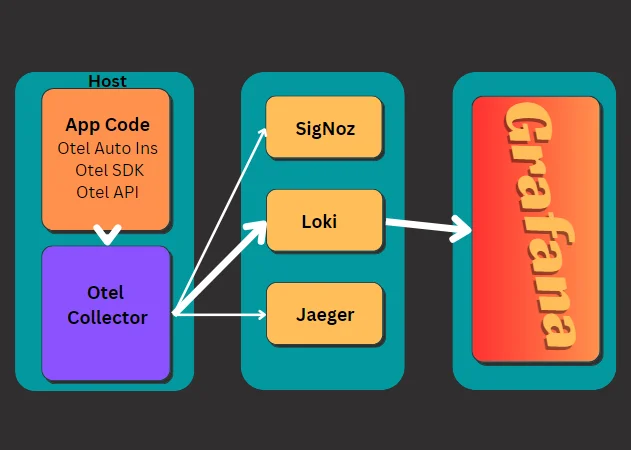 Host
App Code
Otel Auto Ins
Otel SDK
Otel API
Otel
Collector
SigNoz
Loki
Jaeger
Grafana